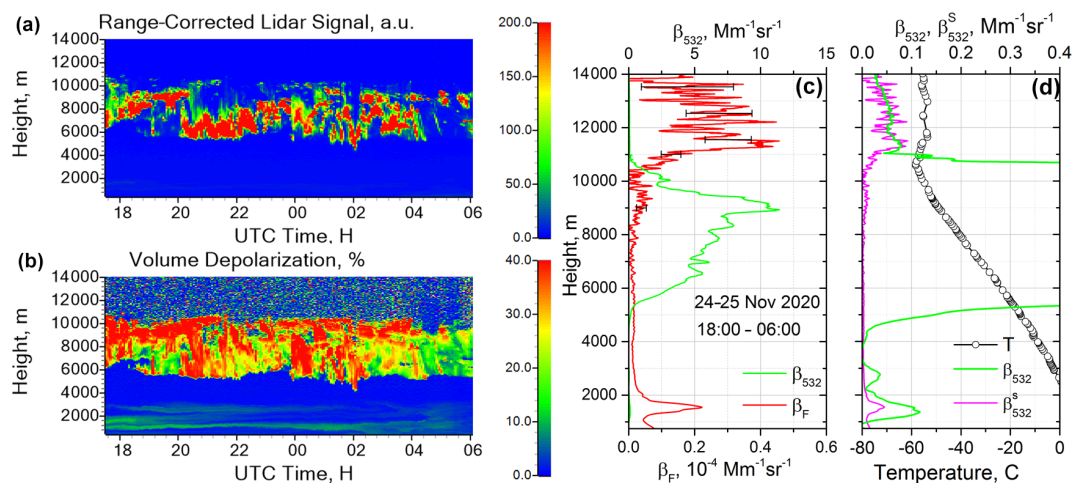 (a)
Range-Corrected Lidar Signal, a.u.
Height, m
14000
12000
10000
8000
6000
4000
2000
18 20 22 00 02 04 06
UTC Time, H
200.0
150.0
100.0
50.0
0.0
(b)
Volume Depolarization, %
Height, m
14000
12000
10000
8000
6000
4000
2000
18 20 22 00 02 04 06
UTC Time, H
40.0
30.0
20.0
10.0
0.0
β532, Mm-1sr-1
0 5 10 15
(c)
Height, m
14000
12000
10000
8000
6000
4000
2000
24-25 Nov 2020
18:00 - 06:00
β532
βF
0.0 0.2 0.4 0.6
βF, 10-4 Mm-1sr-1
β532, βS532, Mm-1sr-1
0.0 0.1 0.2 0.3 0.4
(d)
T
β532
βs532
-80 -60 -40 -20 0
Temperature, C